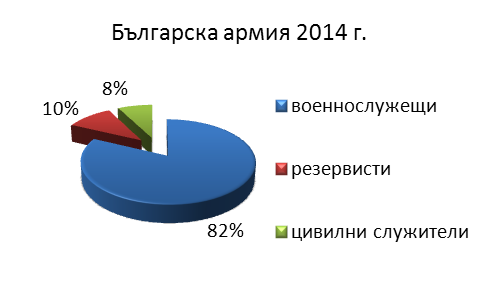 Българска армия 2014 г.
8%
10%
82%
военнослужещи
резервисти
цивилни служители